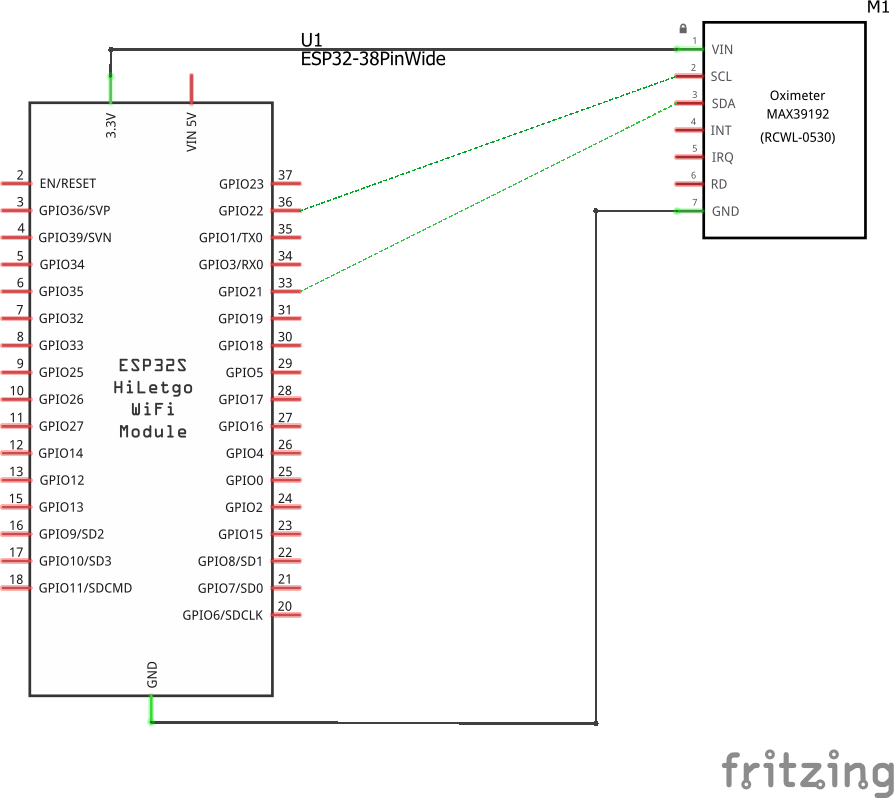 M1
U1
ESP32-38PinWide
1 VIN
2 SCL
3 SDA
4 INT
5 IRQ
6 RD
7 GND
Oximeter
MAX39192
(RCWL-0530)
3.3V
VIN 5V
2 EN/RESET
3 GPIO36/SVP
4 GPIO39/SVN
5 GPIO34
6 GPIO35
7 GPIO32
8 GPIO33
9 GPIO25
10 GPIO26
11 GPIO27
12 GPIO14
13 GPIO12
15 GPIO13
16 GPIO9/SD2
17 GPIO10/SD3
18 GPIO11/SDCMD
ESP32S
HiLetgo
WiFi
Module
GPIO23 37
GPIO22 36
GPIO1/TX0 35
GPIO3/RX0 34
GPIO21 33
GPIO19 31
GPIO18 30
GPIO5 29
GPIO17 28
GPIO16 27
GPIO4 26
GPIO0 25
GPIO2 24
GPIO15 23
GPIO8/SD1 22
GPIO7/SD0 21
GPIO6/SDCLK 20
GND
fritzing